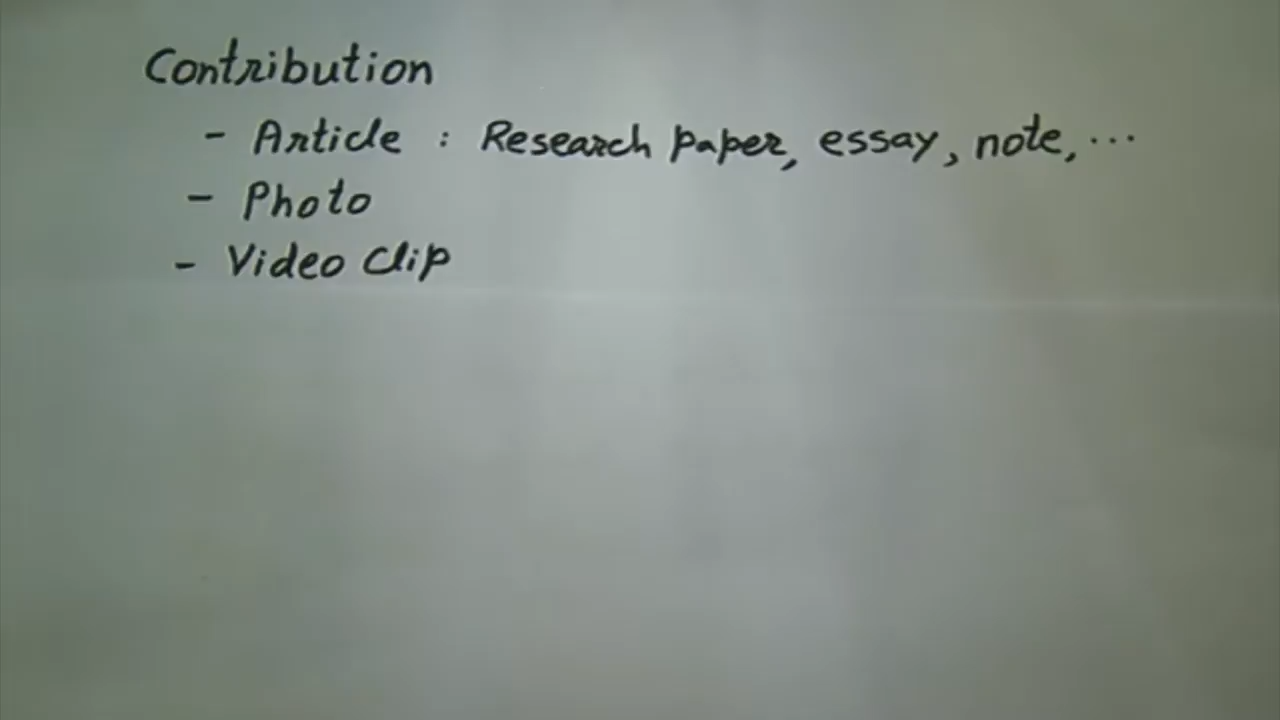 Contribution
- Article : Research paper, essay, note, ...
- Photo
- Video Clip